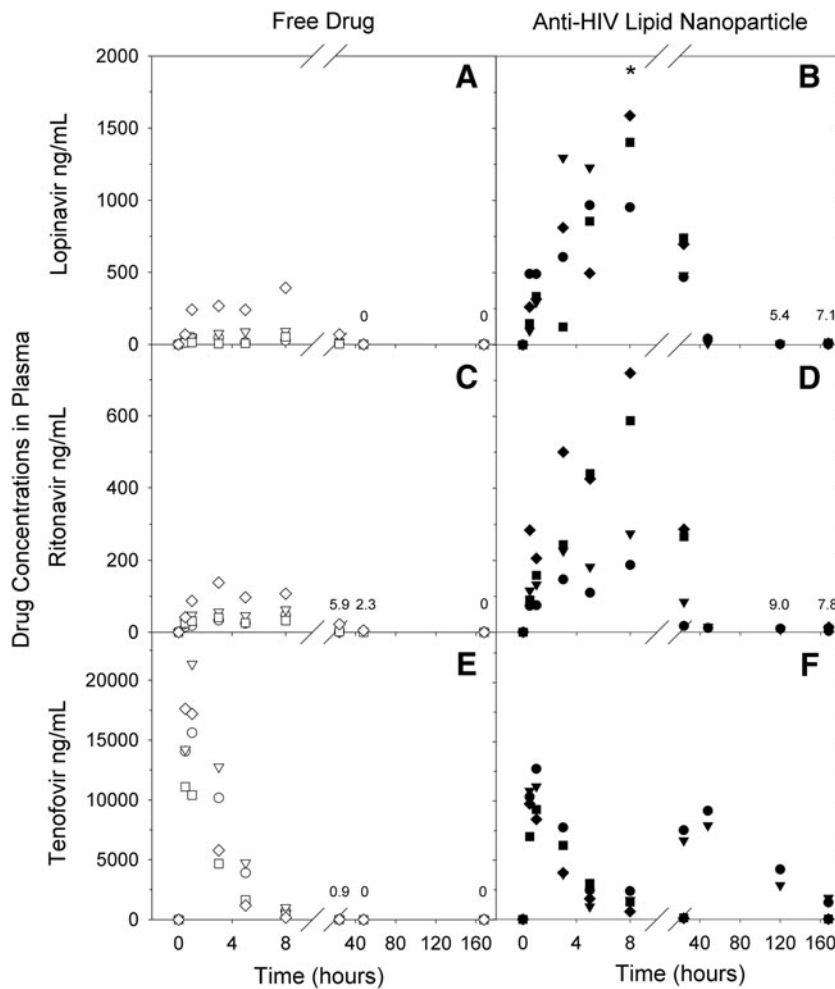 Free Drug
Anti-HIV Lipid Nanoparticle
Drug Concentrations in Plasma
Lopinavir ng/mL
2000
1500
1000
500
0
A
0
0
B
*
5.4
7.1
Ritonavir ng/mL
600
400
200
0
C
5.9
2.3
0
D
9.0
7.8
Tenofovir ng/mL
20000
15000
10000
5000
0
E
0.9
0
0
F
0 4 8 40 80 120 160
0 4 8 40 80 120 160
Time (hours)
Time (hours)